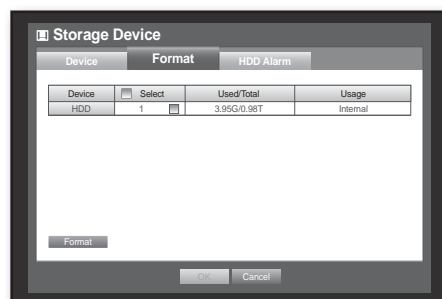 Storage Device
Device Format HDD Alarm
Device Select Used/Total Usage
HDD 1 3.95G/0.98T Internal
Format
OK Cancel